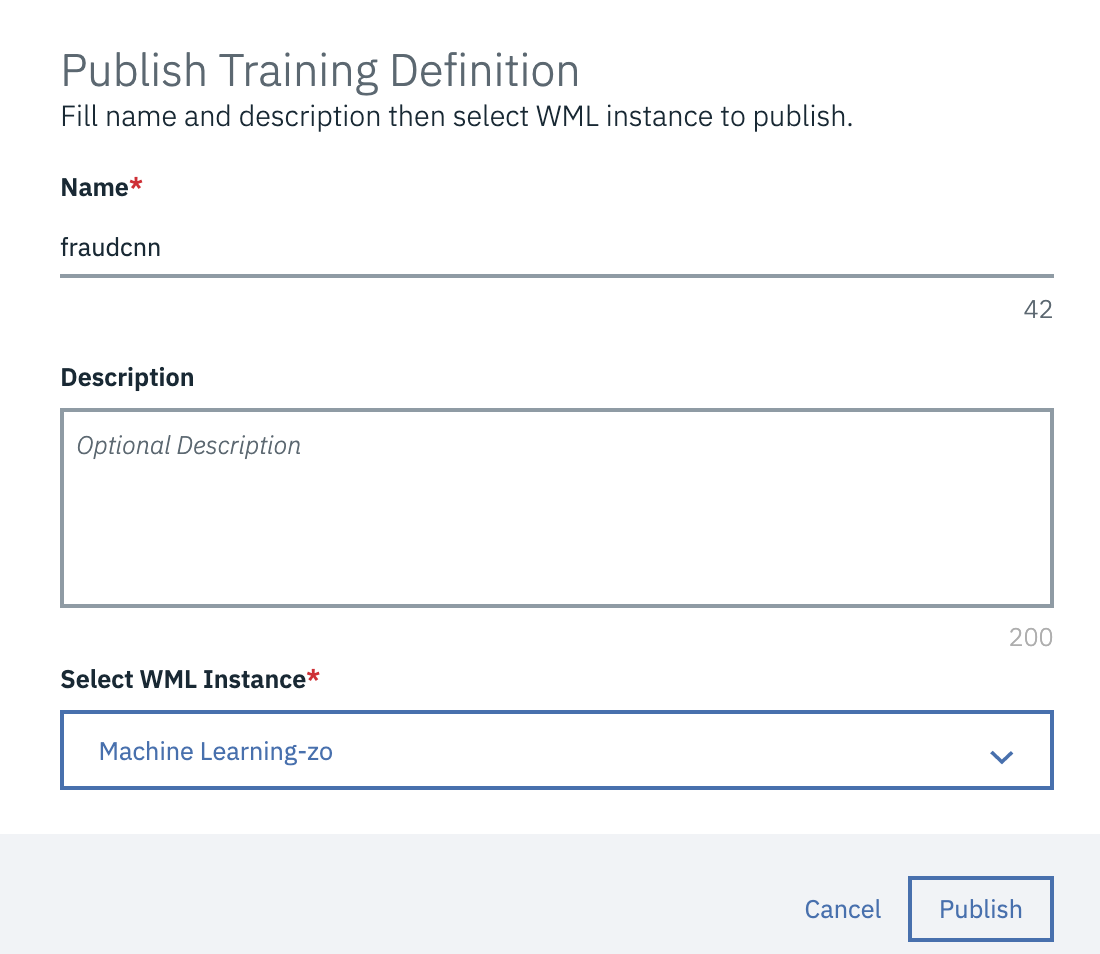 Publish Training Definition
Fill name and description then select WML instance to publish.
Name*
fraudcnn
42
Description
Optional Description
200
Select WML Instance*
Machine Learning-zo
Cancel Publish